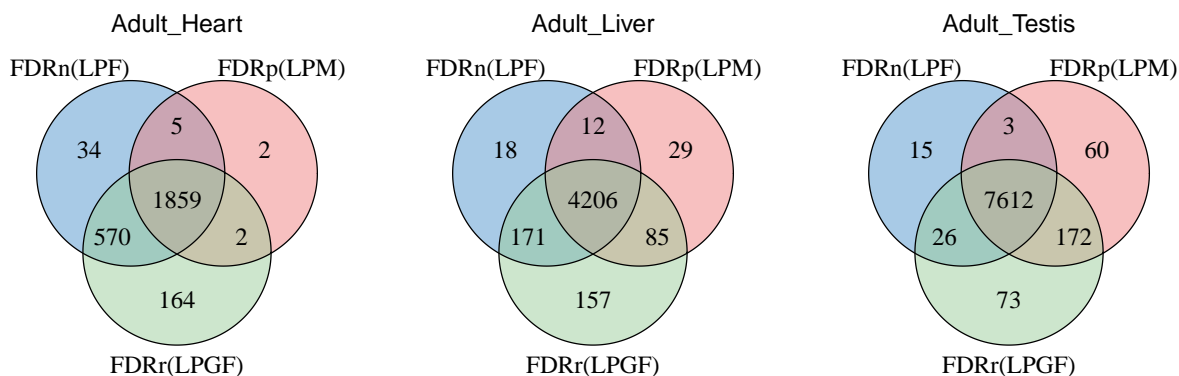 Adult_Heart
FDRn(LPF)
FDRp(LPM)
5
34
2
1859
570
2
164
FDRr(LPGF)
Adult_Liver
FDRn(LPF)
FDRp(LPM)
12
18
29
4206
171
85
157
FDRr(LPGF)
Adult_Testis
FDRn(LPF)
FDRp(LPM)
3
15
60
7612
26
172
73
FDRr(LPGF)